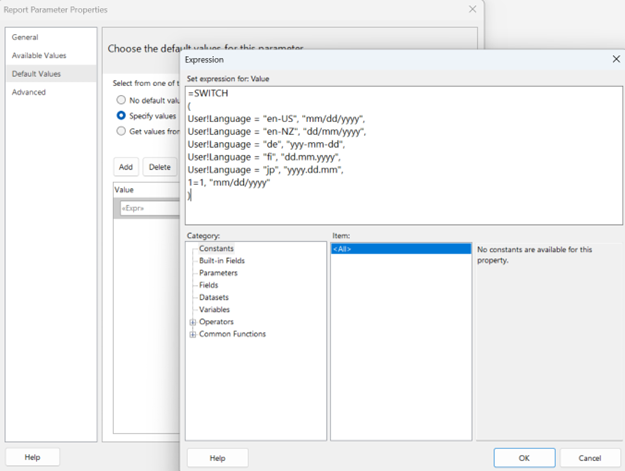 Report Parameter Properties
General
Available Values
Default Values
Advanced
Choose the default values for this parameter
Select from one of t
No default valu
Specify values
Get values from
Add
Delete
Value
«Expr»
Help
Expression
Set expression for: Value
=SWITCH
(
User!Language = "en-US", "mm/dd/yyyy",
User!Language = "en-NZ", "dd/mm/yyyy",
User!Language = "de", "yyy-mm-dd",
User!Language = "fi", "dd.mm.yyyy",
User!Language = "jp", "yyyy.dd.mm",
1=1, "mm/dd/yyyy"
)
Category:
Constants
Built-in Fields
Parameters
Fields
Datasets
Variables
Operators
Common Functions
Item:
<All>
No constants are available for this
property.
Help
OK
Cancel